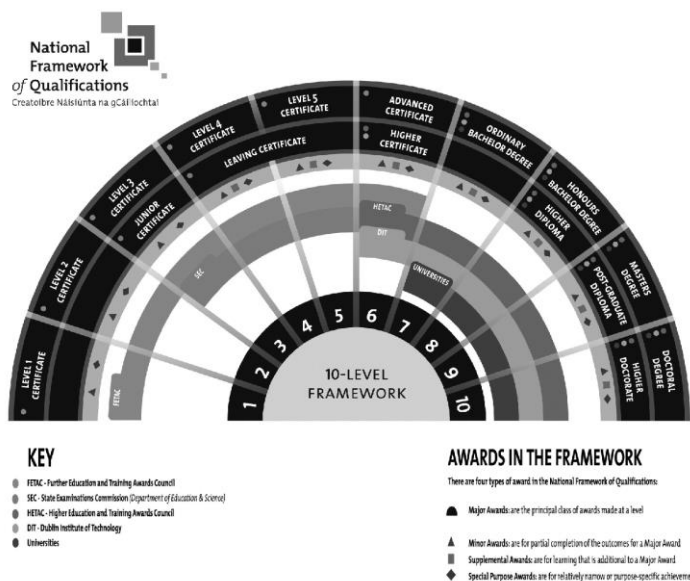 National
Framework
of Qualifications
Creatoibre Náisiúnta na gCáilíochtaí
LEVEL 1
CERTIFICATE
LEVEL 2
CERTIFICATE
LEVEL 3
CERTIFICATE
JUNIOR
CERTIFICATE
LEVEL 4
CERTIFICATE
LEVEL 5
CERTIFICATE
LEAVING CERTIFICATE
ADVANCED
CERTIFICATE
HIGHER
CERTIFICATE
ORDINARY
BACHELOR DEGREE
HONOURS
BACHELOR DEGREE
HIGHER
DIPLOMA
MASTERS
DEGREE
POST-GRADUATE
DIPLOMA
DOCTORAL
DEGREE
HIGHER
DOCTORATE
FETAC
SEC
HETAC
DIT
UNIVERSITIES
1
2
3
4
5
6
7
8
9
10
10-LEVEL
FRAMEWORK
KEY
FETAC - Further Education and Training Awards Council
SEC - State Examinations Commission (Department of Education & Science)
HETAC - Higher Education and Training Awards Council
DIT - Dublin Institute of Technology
Universities
AWARDS IN THE FRAMEWORK
There are four types of award in the National Framework of Qualifications:
Major Awards: are the principal class of awards made at a level
Minor Awards: are for partial completion of the outcomes for a Major Award
Supplemental Awards: are for learning that is additional to a Major Award
Special Purpose Awards: are for relatively narrow or purpose-specific achieveme